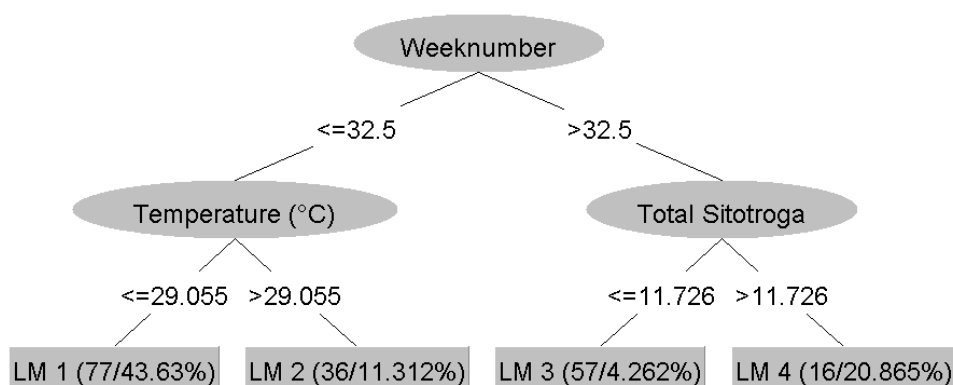 Weeknumber
<=32.5 >32.5
Temperature (°C) Total Sitotroga
<=29.055 >29.055 <=11.726 >11.726
LM 1 (77/43.63%) LM 2 (36/11.312%) LM 3 (57/4.262%) LM 4 (16/20.865%)